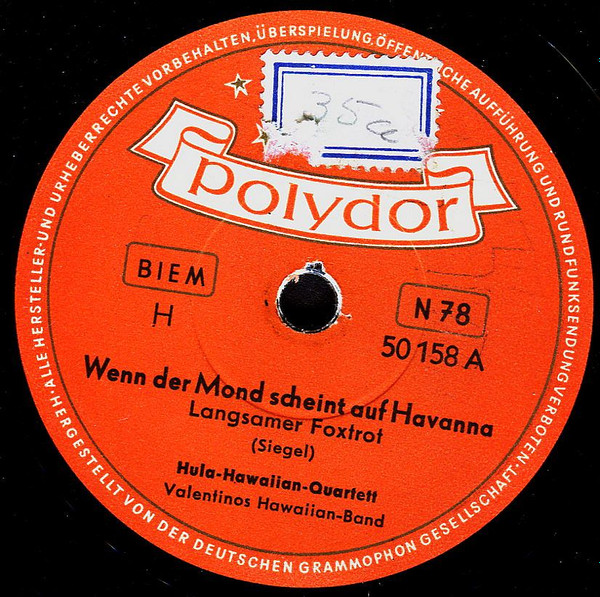 ALLE HERSTELLER-UND URHEBERRECHTE VORBEHALTEN, ÜBERSPIELUNG, ÖFFENTLICHE AUFFÜHRUNG UND RUNDFUNKSENDUNG VERBOTEN·
polydor
BIEM
H
N 78
50 158 A
Wenn der Mond scheint auf Havanna
Langsamer Foxtrot
(Siegel)
Hula-Hawaiian-Quartett
Valentinos Hawaiian-Band
HERGESTELLT VON DER DEUTSCHEN GRAMMOPHON GESELLSCHAFT·